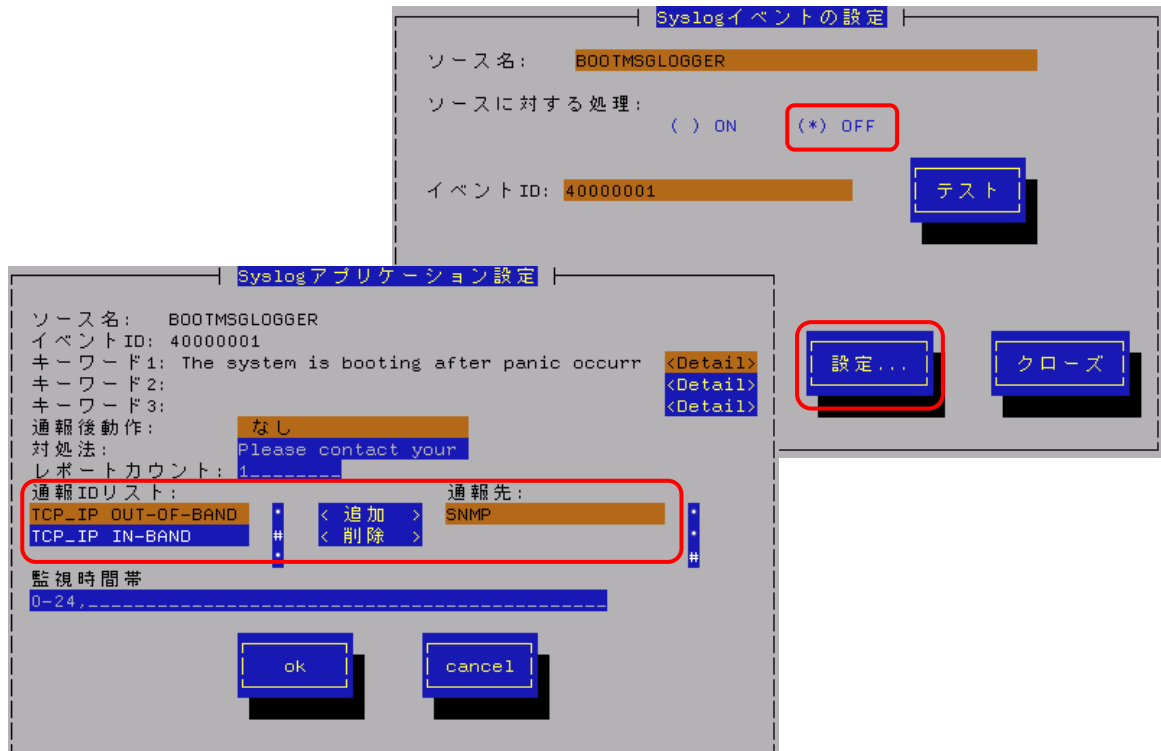 Syslogイベントの設定
ソース名: BOOTMSGLOGGER
ソースに対する処理:
( ) ON (*) OFF
イベントID: 40000001
テスト
設定...
クローズ
Syslogアプリケーション設定
ソース名: BOOTMSGLOGGER
イベントID: 40000001
キーワード1: The system is booting after panic occurr <Detail>
キーワード2: <Detail>
キーワード3: <Detail>
通報後動作: なし
対処法: Please contact your
レポートカウント: 1________
通報IDリスト: 通報先:
TCP_IP OUT-OF-BAND < 追加 > SNMP
TCP_IP IN-BAND # < 削除 > #
監視時間帯
0-24,_____________________________________________
ok
cancel